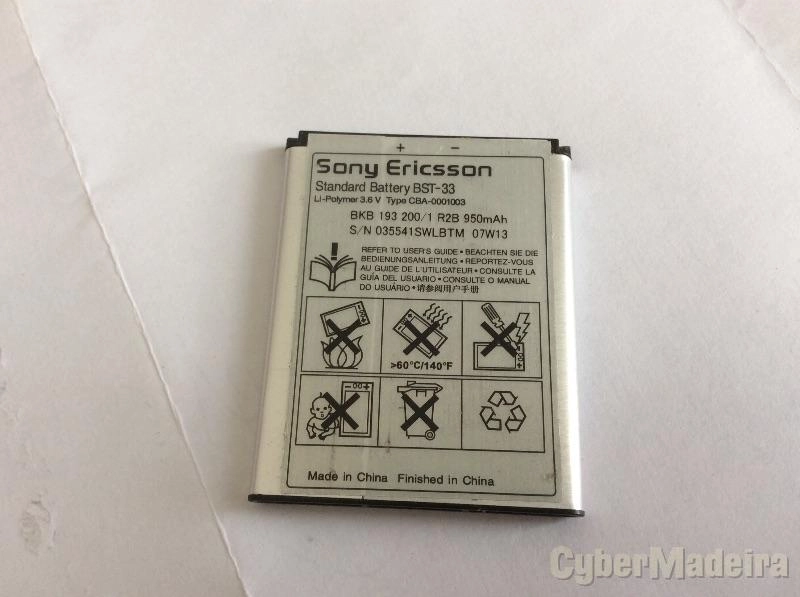 + −
Sony Ericsson
Standard Battery BST-33
Li-Polymer 3.6 V Type CBA-0001003
BKB 193 200/1 R2B 950mAh
S/N 035541SWLBTM 07W13
REFER TO USER'S GUIDE • BEACHTEN SIE DIE
BEDIENUNGSANLEITUNG • REPORTEZ-VOUS
AU GUIDE DE L'UTILISATEUR • CONSULTE LA
GUÍA DEL USUARIO • CONSULTE O MANUAL
DO USUÁRIO • 请参阅用户手册
>60°C/140°F
Made in China Finished in China
CyberMadeira